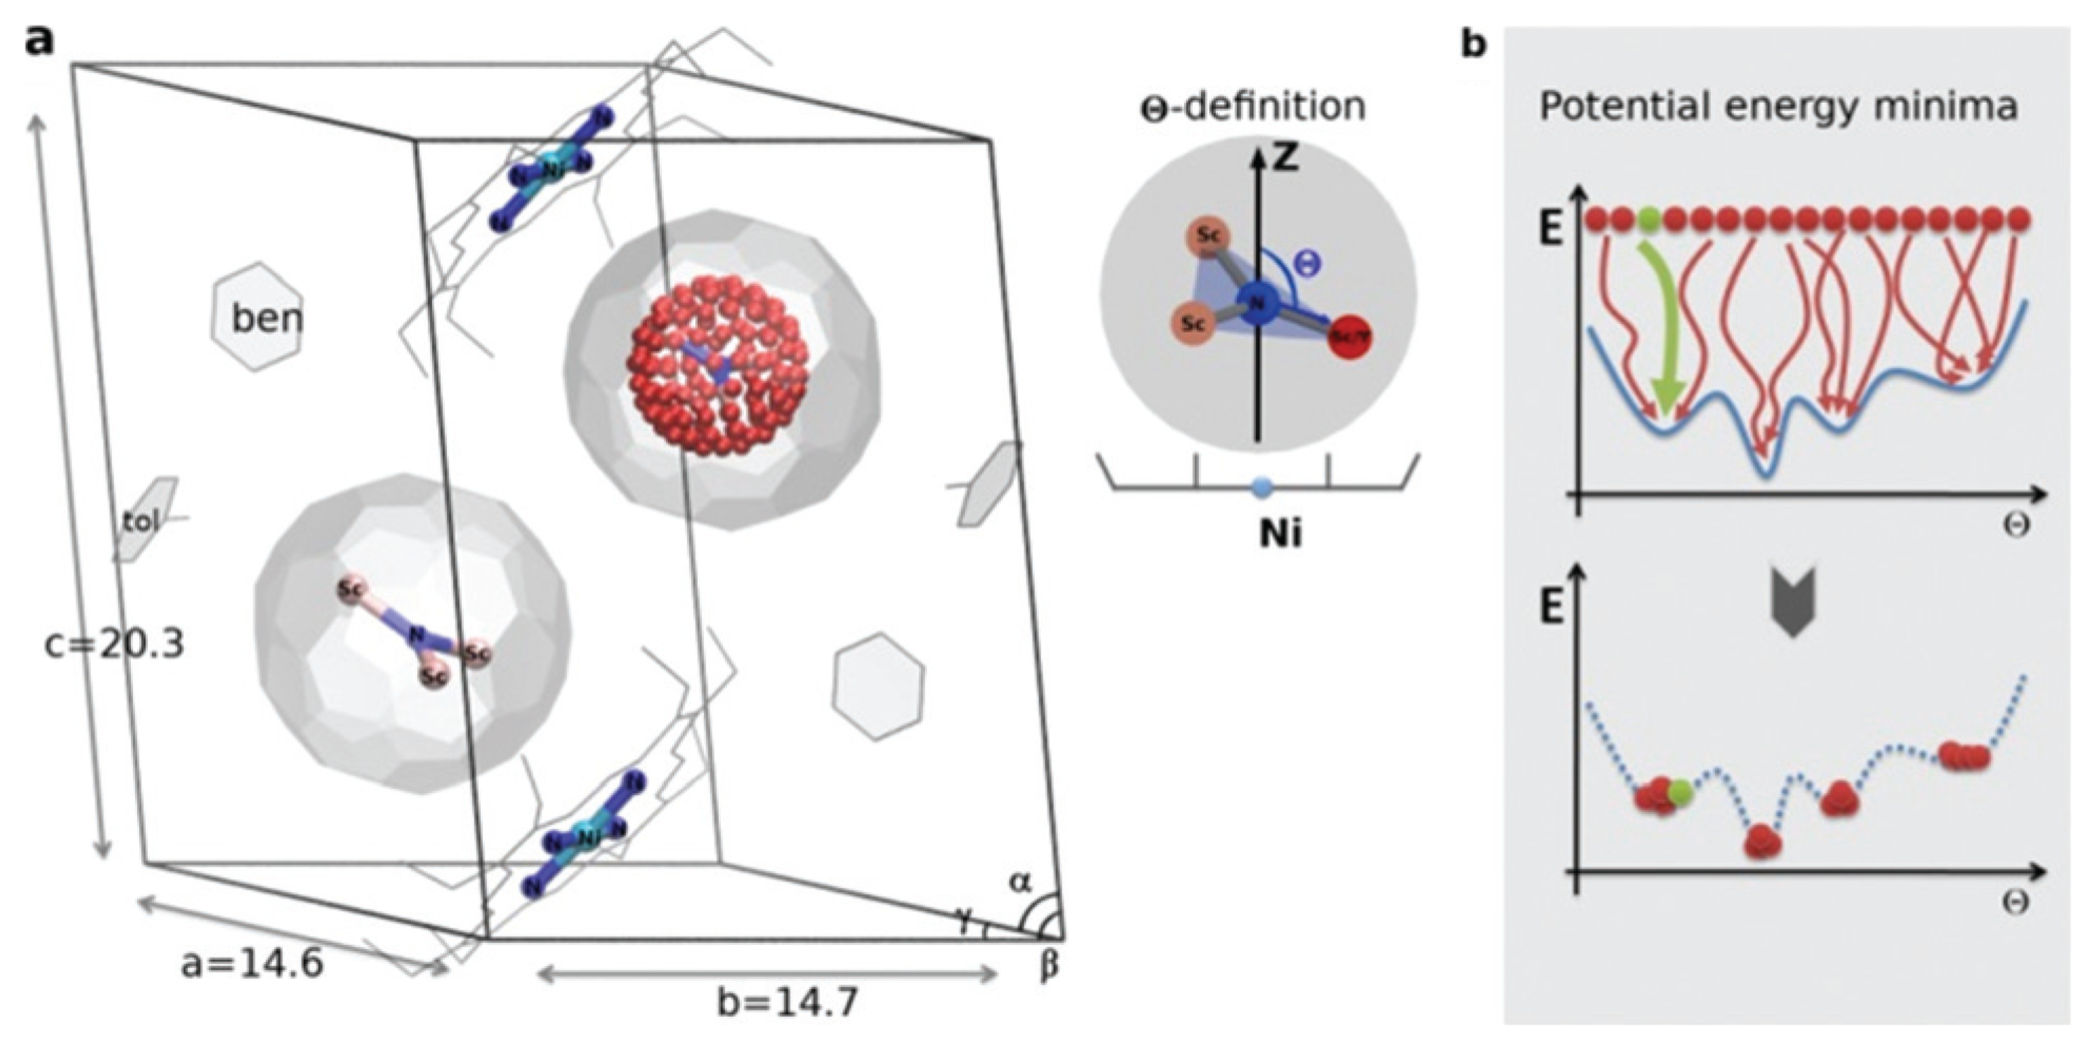 a
N
Ni
N
N
N
ben
tol
c=20.3
Sc
N
Sc
Sc
N
Ni
N
N
N
a=14.6
b=14.7
α
γ
β
Θ-definition
Z
Sc
Θ
N
Sc
Sc/Y
Ni
b
Potential energy minima
E
Θ
E
Θ